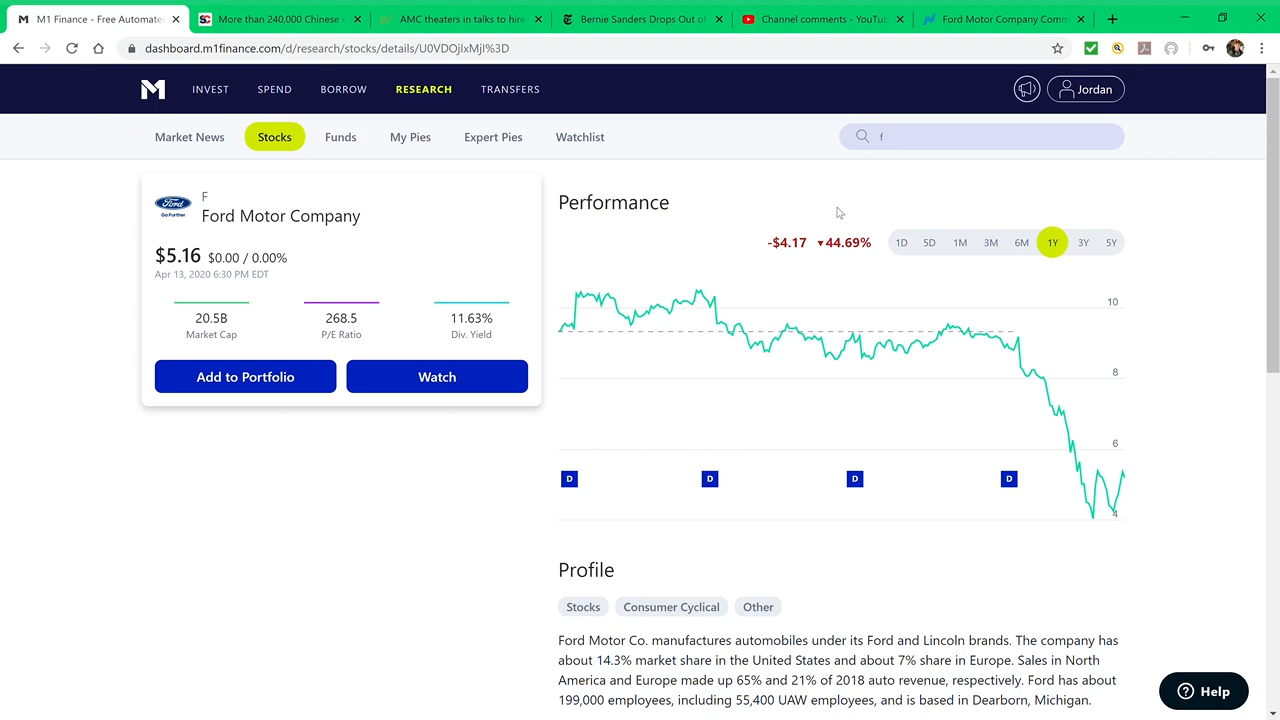 M1 Finance - Free Automate
More than 240,000 Chinese c
AMC theaters in talks to hire
Bernie Sanders Drops Out of
Channel comments - YouTub
Ford Motor Company Comm
dashboard.m1finance.com/d/research/stocks/details/U0VDOjIxMjI%3D
INVEST SPEND BORROW RESEARCH TRANSFERS Jordan
Market News Stocks Funds My Pies Expert Pies Watchlist f
F
Ford
Go Further
Ford Motor Company
$5.16 $0.00 / 0.00%
Apr 13, 2020 6:30 PM EDT
20.5B 268.5 11.63%
Market Cap P/E Ratio Div. Yield
Add to Portfolio Watch
Performance
-$4.17 ▼44.69% 1D 5D 1M 3M 6M 1Y 3Y 5Y
10
8
6
D D D D
4
Profile
Stocks Consumer Cyclical Other
Ford Motor Co. manufactures automobiles under its Ford and Lincoln brands. The company has
about 14.3% market share in the United States and about 7% share in Europe. Sales in North
America and Europe made up 65% and 21% of 2018 auto revenue, respectively. Ford has about
199,000 employees, including 55,400 UAW employees, and is based in Dearborn, Michigan.
Help